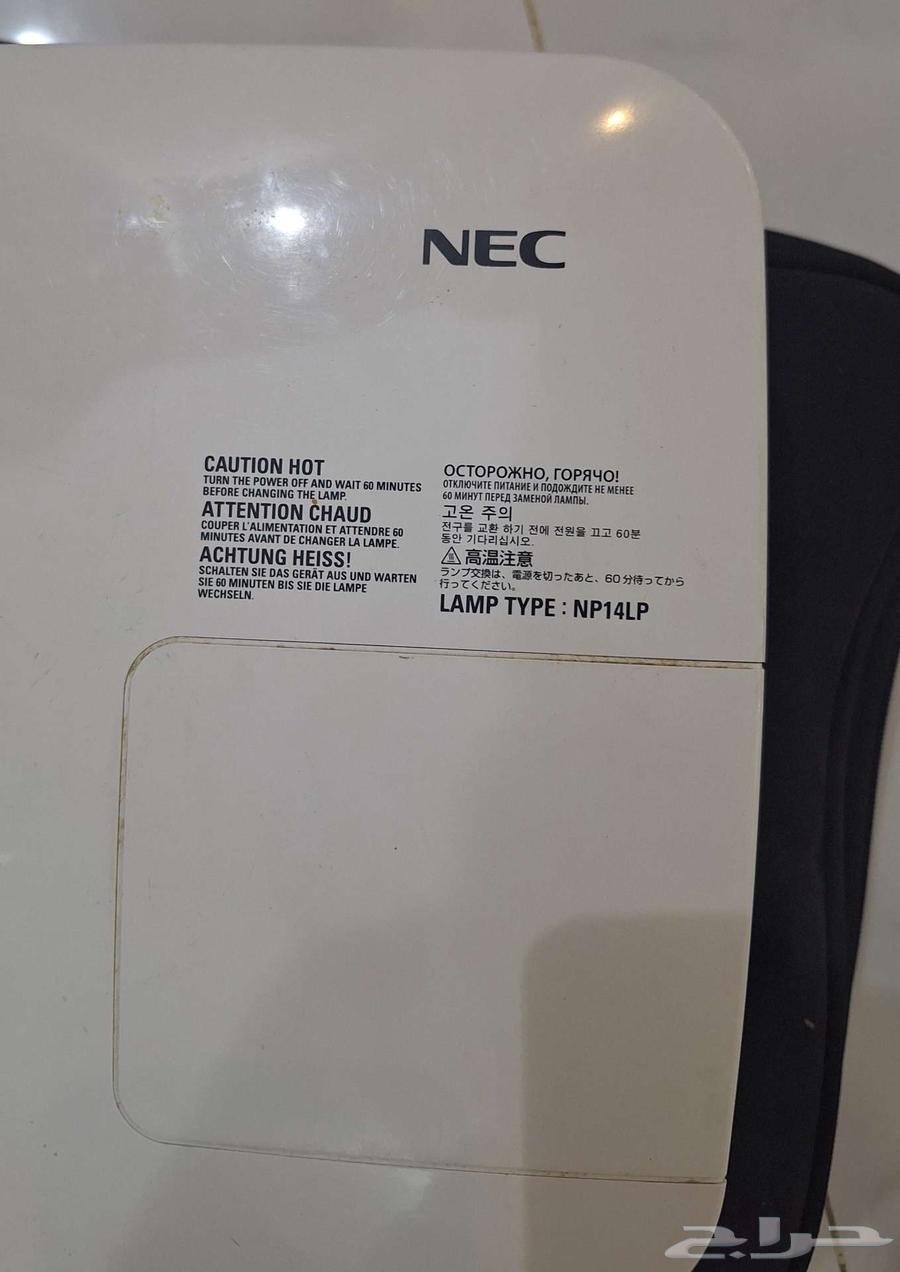 NEC
CAUTION HOT
TURN THE POWER OFF AND WAIT 60 MINUTES
BEFORE CHANGING THE LAMP.
ATTENTION CHAUD
COUPER L'ALIMENTATION ET ATTENDRE 60
MINUTES AVANT DE CHANGER LA LAMPE.
ACHTUNG HEISS!
SCHALTEN SIE DAS GERÄT AUS UND WARTEN
SIE 60 MINUTEN BIS SIE DIE LAMPE
WECHSELN.
ОСТОРОЖНО, ГОРЯЧО!
ОТКЛЮЧИТЕ ПИТАНИЕ И ПОДОЖДИТЕ НЕ МЕНЕЕ
60 МИНУТ ПЕРЕД ЗАМЕНОЙ ЛАМПЫ.
고온 주의
전구를 교환 하기 전에 전원을 끄고 60분
동안 기다리십시오.
高温注意
ランプ交換は、電源を切ったあと、60分待ってから
行ってください。
LAMP TYPE : NP14LP
حراج